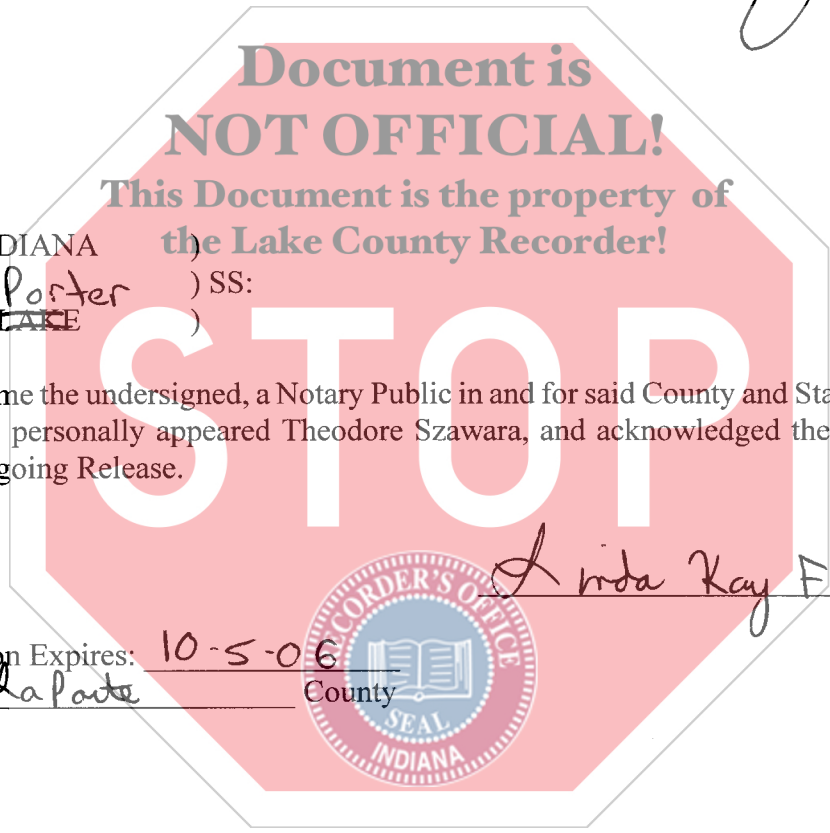 Document is
NOT OFFICIAL!
This Document is the property of
the Lake County Recorder!
DIANA )
Porter ) SS:
LAKE )
me the undersigned, a Notary Public in and for said County and Sta
personally appeared Theodore Szawara, and acknowledged the
going Release.
STOP
Linda Kay F
n Expires: 10-5-06
LaPorte County
RECORDER'S OFFICE
SEAL
INDIANA